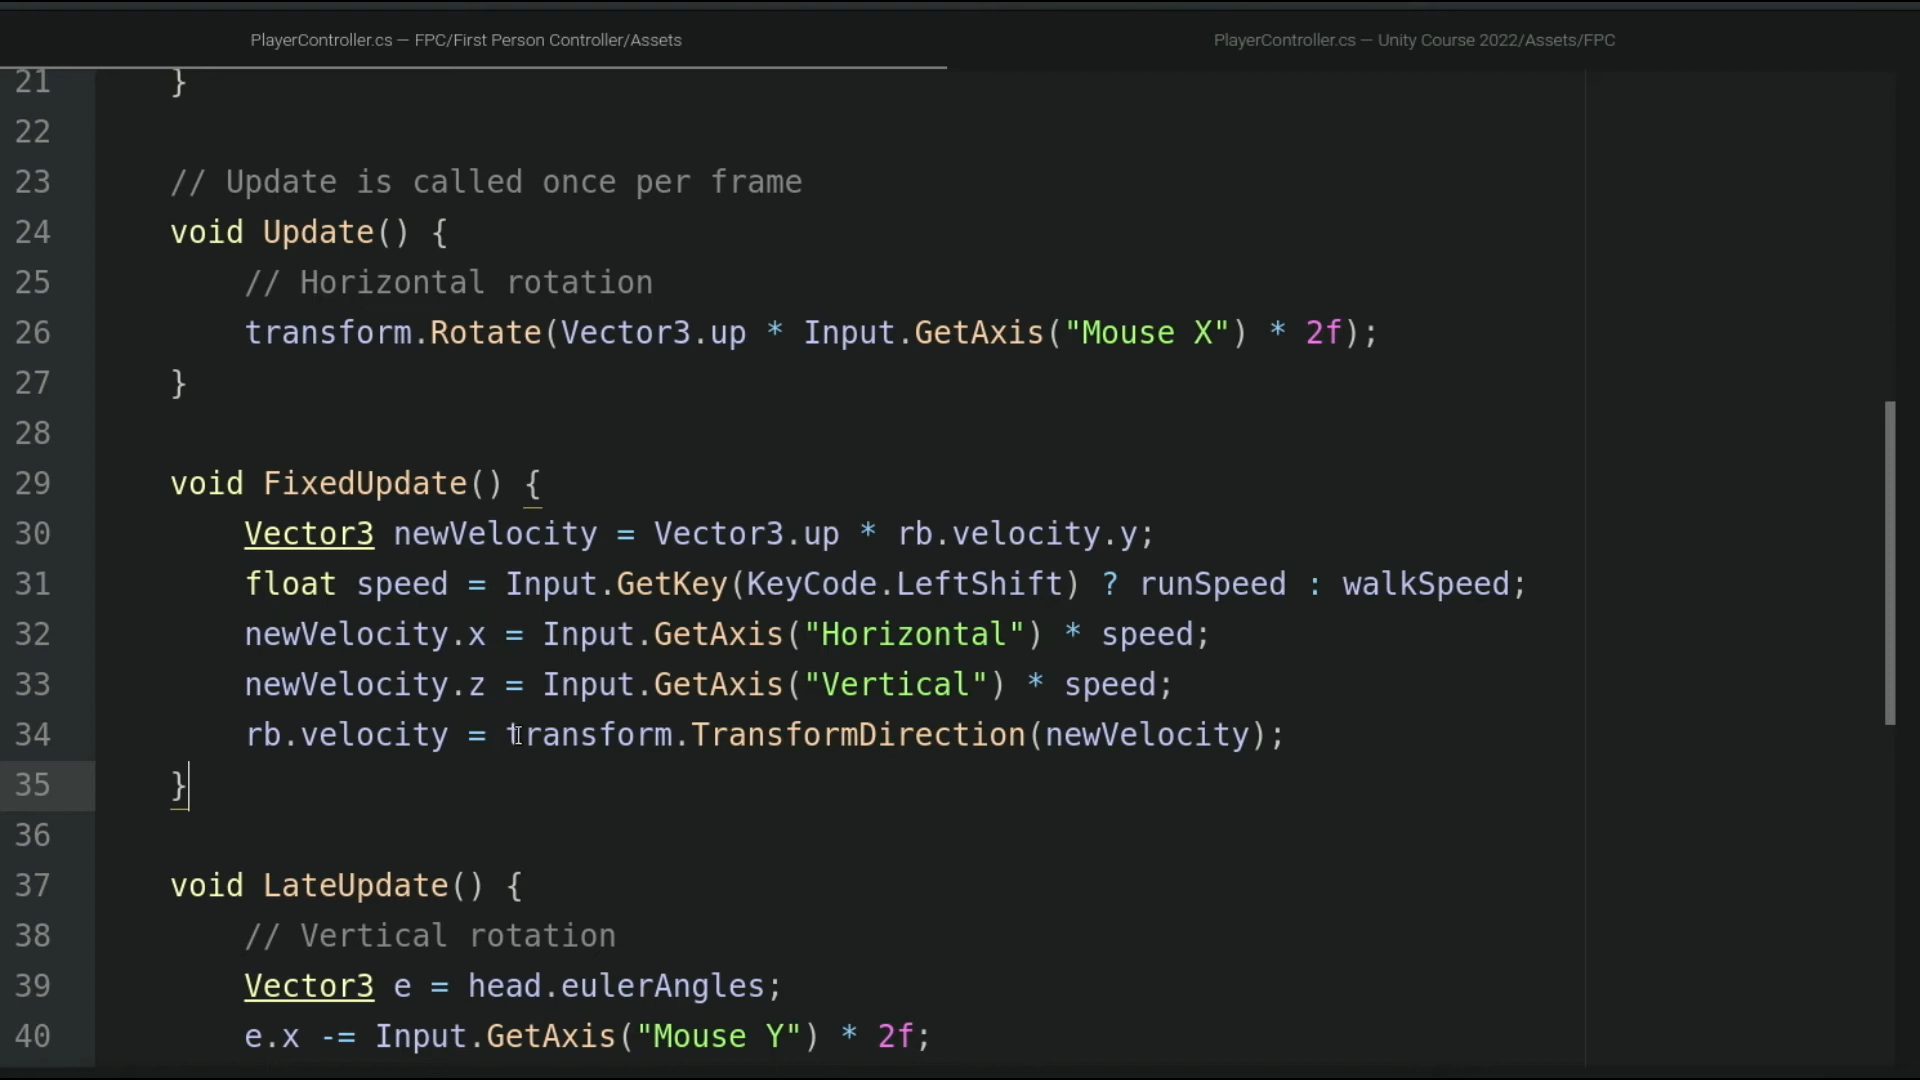 PlayerController.cs — FPC/First Person Controller/Assets
PlayerController.cs — Unity Course 2022/Assets/FPC
21 }
22
23 // Update is called once per frame
24 void Update() {
25 // Horizontal rotation
26 transform.Rotate(Vector3.up * Input.GetAxis("Mouse X") * 2f);
27 }
28
29 void FixedUpdate() {
30 Vector3 newVelocity = Vector3.up * rb.velocity.y;
31 float speed = Input.GetKey(KeyCode.LeftShift) ? runSpeed : walkSpeed;
32 newVelocity.x = Input.GetAxis("Horizontal") * speed;
33 newVelocity.z = Input.GetAxis("Vertical") * speed;
34 rb.velocity = transform.TransformDirection(newVelocity);
35 }
36
37 void LateUpdate() {
38 // Vertical rotation
39 Vector3 e = head.eulerAngles;
40 e.x -= Input.GetAxis("Mouse Y") * 2f;